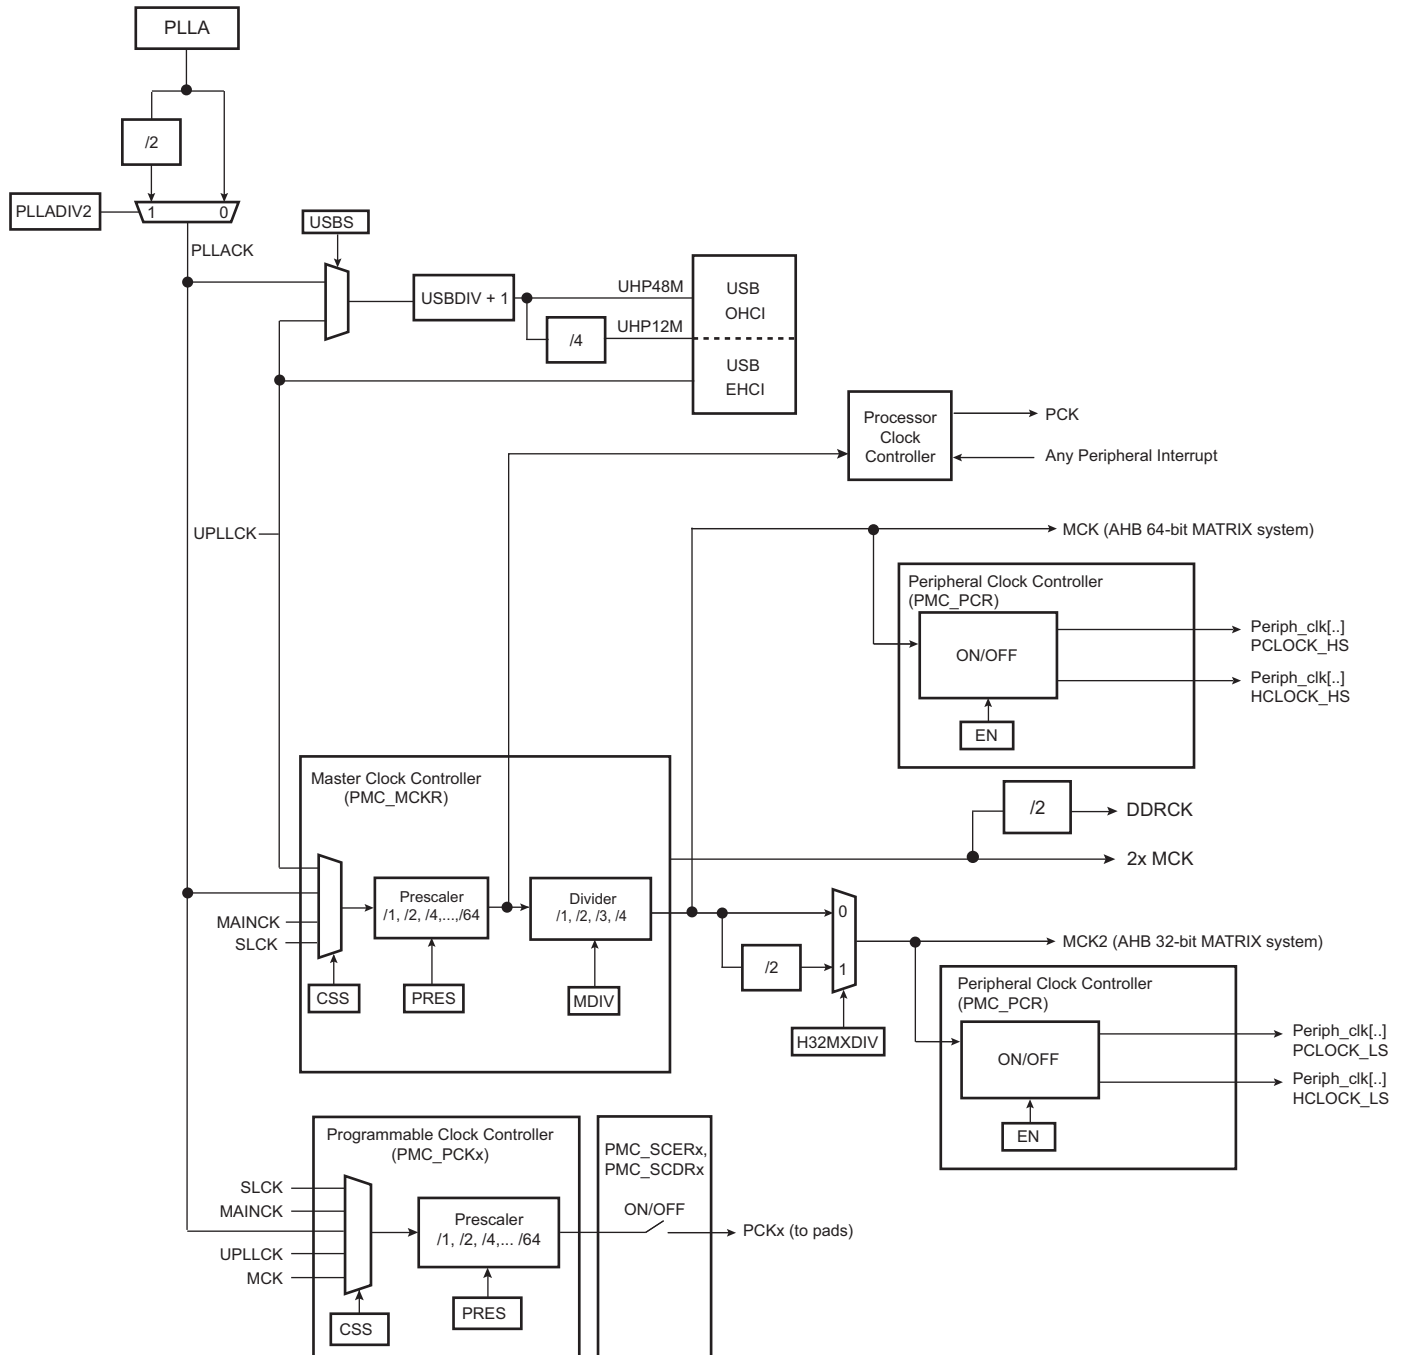 PLLA
/2
PLLADIV2
1
0
PLLACK
USBS
USBDIV + 1
UHP48M
/4
UHP12M
USB
OHCI
USB
EHCI
Processor
Clock
Controller
PCK
Any Peripheral Interrupt
UPLLCK
MCK (AHB 64-bit MATRIX system)
Peripheral Clock Controller
(PMC_PCR)
ON/OFF
EN
Periph_clk[..]
PCLOCK_HS
Periph_clk[..]
HCLOCK_HS
Master Clock Controller
(PMC_MCKR)
/2
DDRCK
2x MCK
MAINCK
SLCK
CSS
Prescaler
/1, /2, /4,...,/64
PRES
Divider
/1, /2, /3, /4
MDIV
/2
0
1
H32MXDIV
MCK2 (AHB 32-bit MATRIX system)
Peripheral Clock Controller
(PMC_PCR)
ON/OFF
EN
Periph_clk[..]
PCLOCK_LS
Periph_clk[..]
HCLOCK_LS
Programmable Clock Controller
(PMC_PCKx)
SLCK
MAINCK
UPLLCK
MCK
CSS
Prescaler
/1, /2, /4,... /64
PRES
PMC_SCERx,
PMC_SCDRx
ON/OFF
PCKx (to pads)